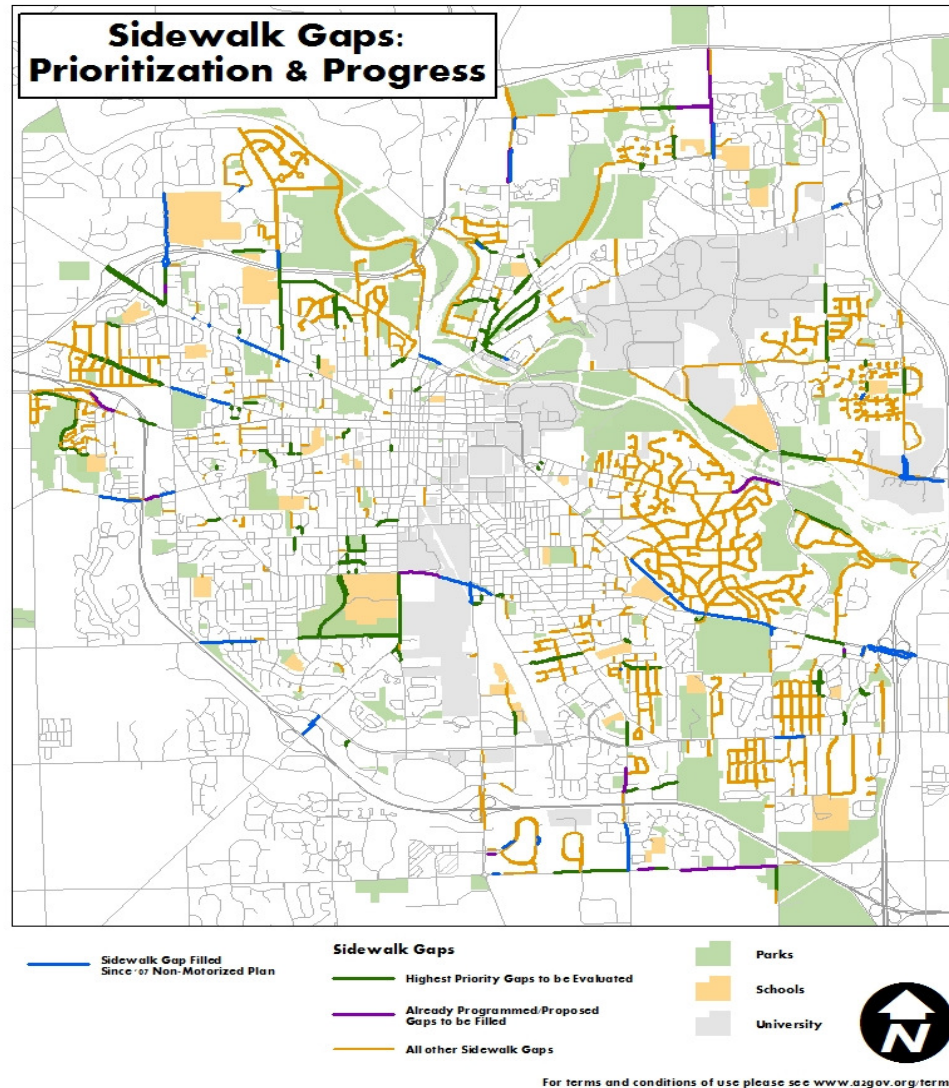 Sidewalk Gaps:
Prioritization & Progress
Sidewalk Gap Filled
Since '07 Non-Motorized Plan
Sidewalk Gaps
Highest Priority Gaps to be Evaluated
Already Programmed/Proposed
Gaps to be Filled
All other Sidewalk Gaps
Parks
Schools
University
N
For terms and conditions of use please see www.a2gov.org/term